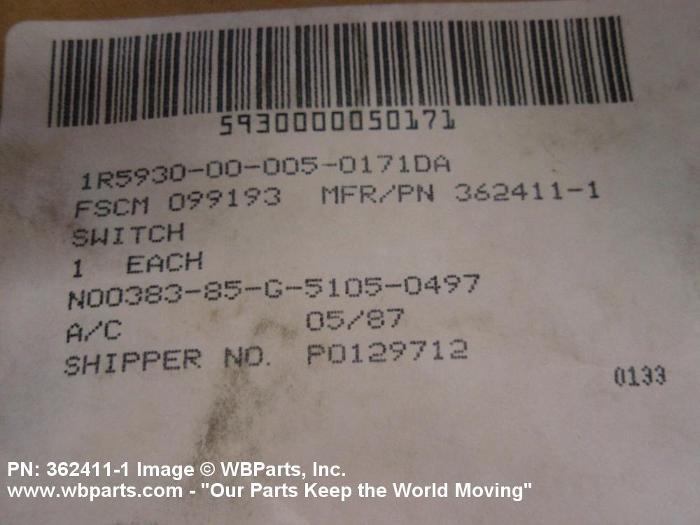 5930000050171
1R5930-00-005-0171DA
FSCM 099193 MFR/PN 362411-1
SWITCH
1 EACH
N00383-85-G-5105-0497
A/C 05/87
SHIPPER NO. P0129712
0133
PN: 362411-1 Image © WBParts, Inc.
www.wbparts.com - "Our Parts Keep the World Moving"